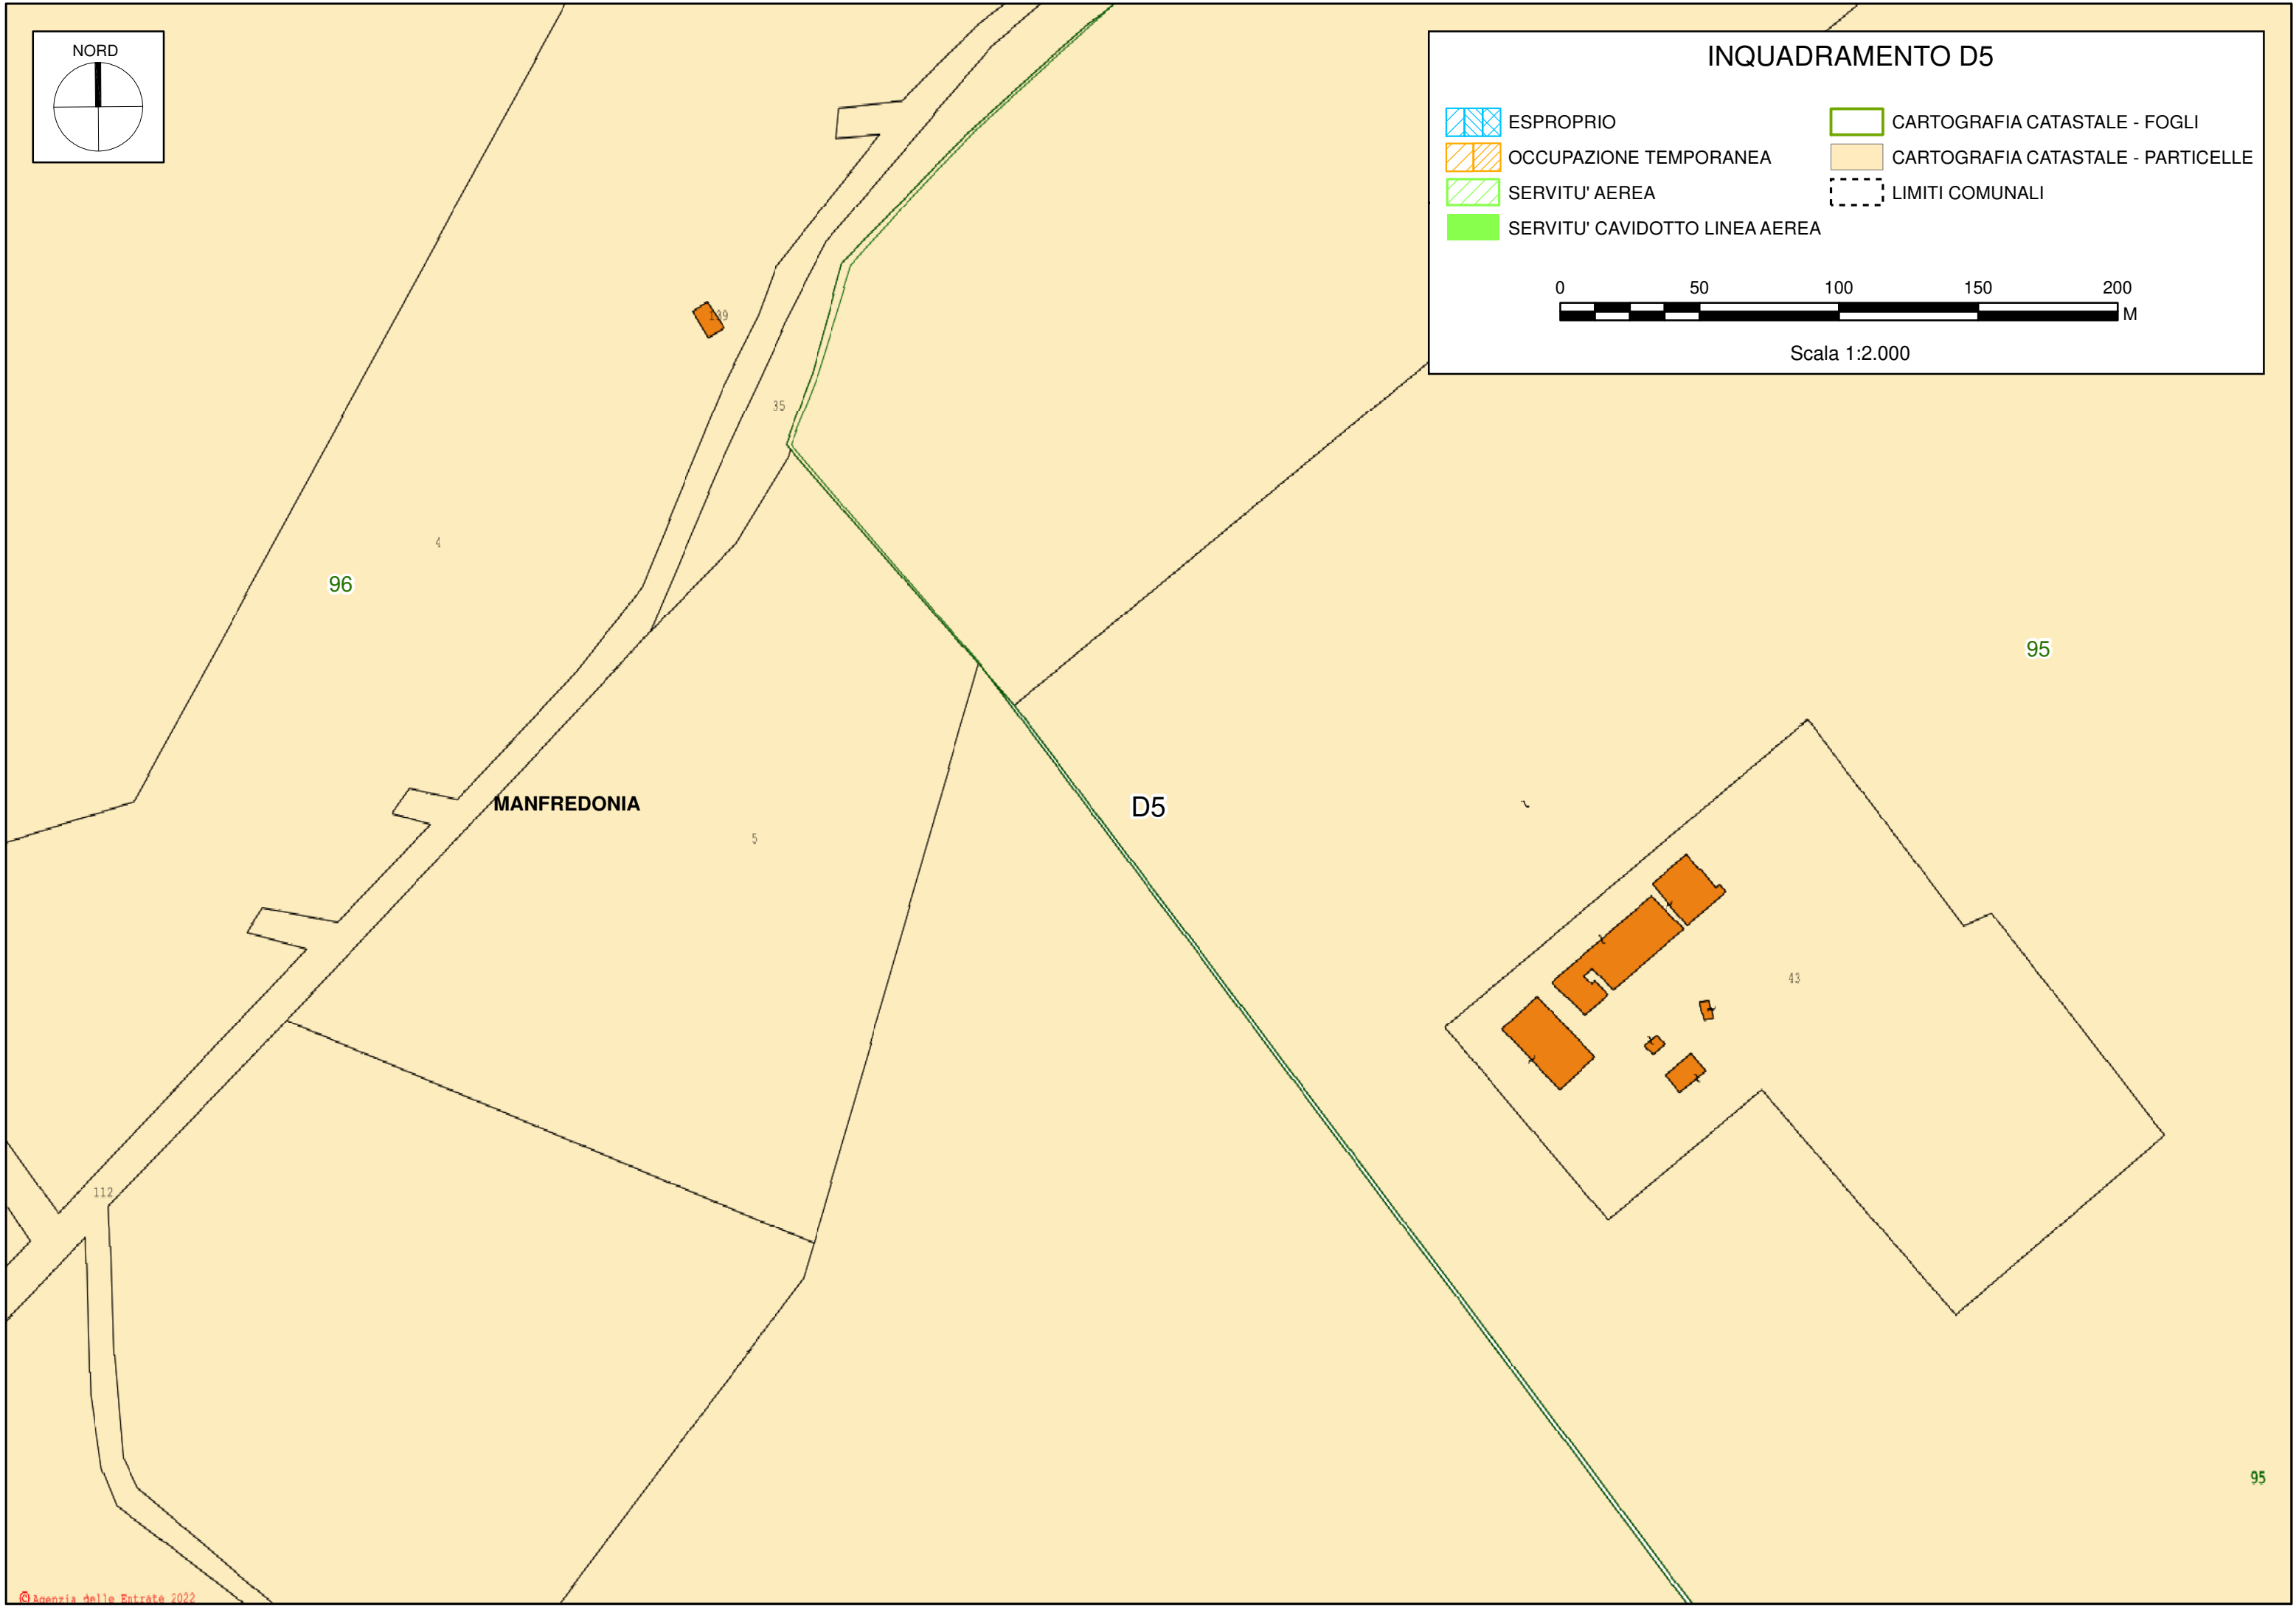 NORD
INQUADRAMENTO D5
ESPROPRIO
OCCUPAZIONE TEMPORANEA
SERVITU' AEREA
SERVITU' CAVIDOTTO LINEA AEREA
CARTOGRAFIA CATASTALE - FOGLI
CARTOGRAFIA CATASTALE - PARTICELLE
LIMITI COMUNALI
0 50 100 150 200
M
Scala 1:2.000
139
35
4
96
95
MANFREDONIA
D5
5
43
112
95
© Agenzia delle Entrate 2022